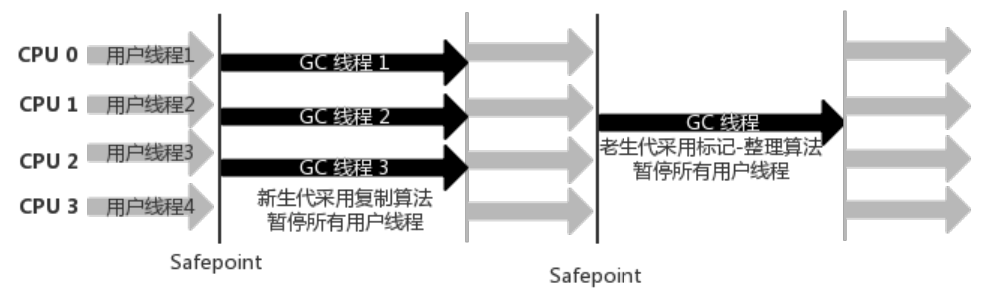 CPU 0 用户线程1 GC 线程 1
CPU 1 用户线程2 GC 线程 2 GC 线程
CPU 2 用户线程3 GC 线程 3 老生代采用标记-整理算法
暂停所有用户线程
CPU 3 用户线程4 新生代采用复制算法
暂停所有用户线程
Safepoint
Safepoint